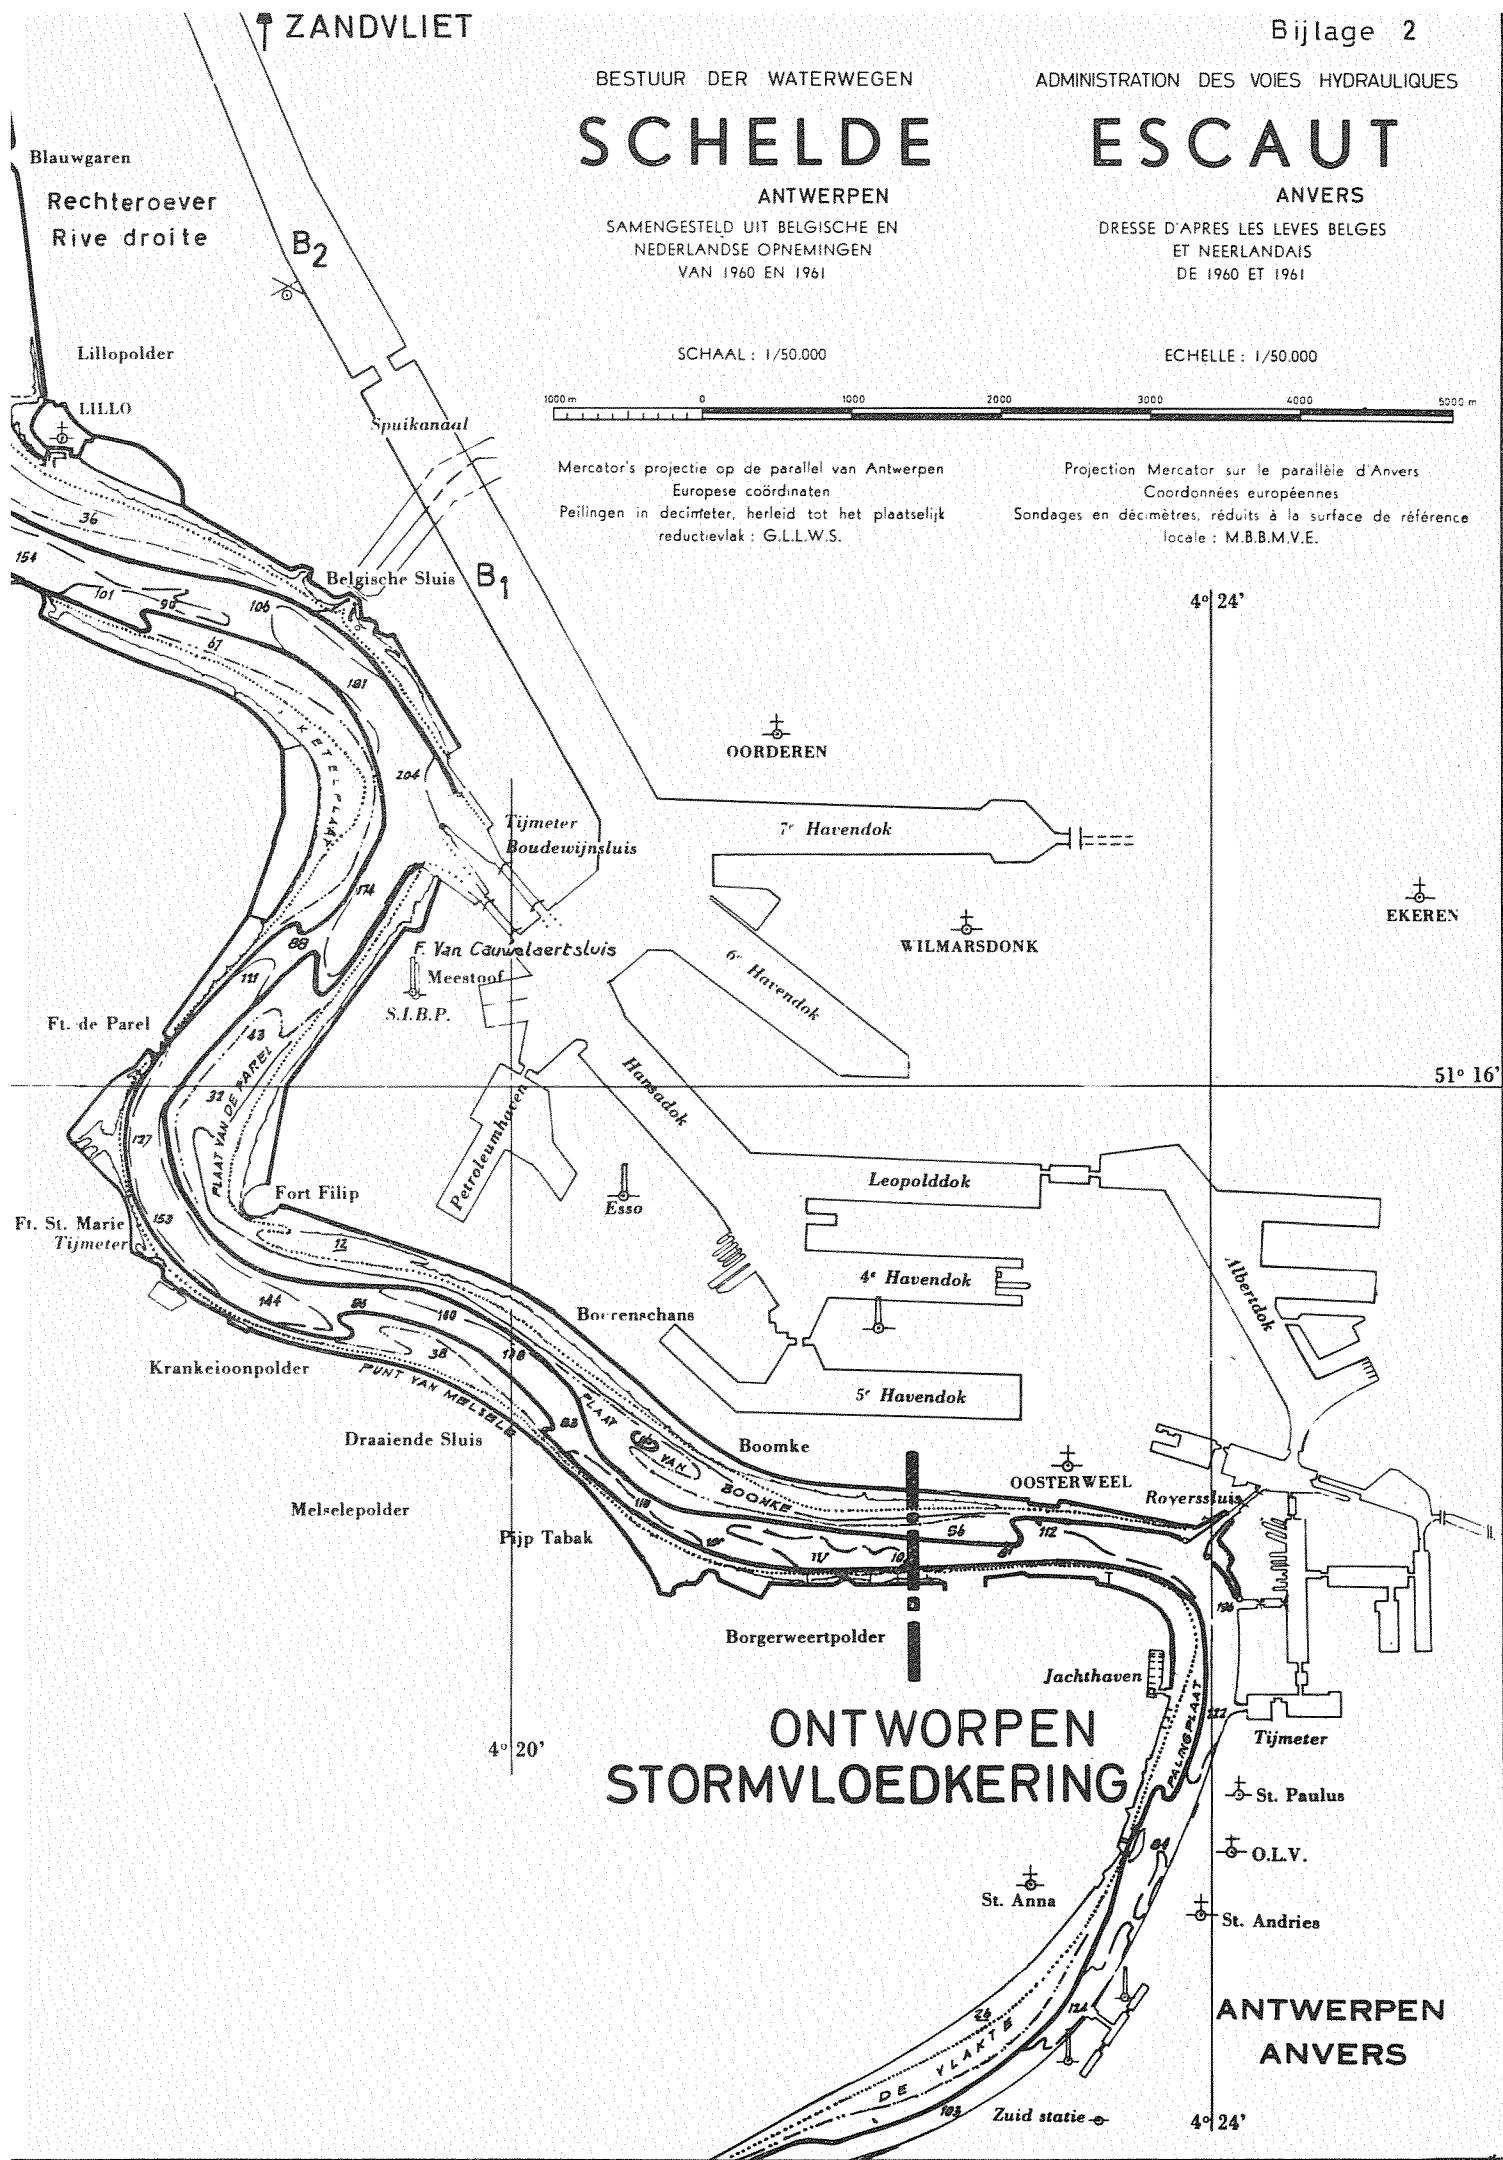 ZANDVLIET
Bijlage 2
BESTUUR DER WATERWEGEN
SCHELDE
ANTWERPEN
SAMENGESTELD UIT BELGISCHE EN
NEDERLANDSE OPNEMINGEN
VAN 1960 EN 1961
SCHAAL : 1/50.000
ADMINISTRATION DES VOIES HYDRAULIQUES
ESCAUT
ANVERS
DRESSE D'APRES LES LEVES BELGES
ET NEERLANDAIS
DE 1960 ET 1961
ECHELLE : 1/50.000
1000 m 0 1000 2000 3000 4000 5000 m
Mercator's projectie op de parallel van Antwerpen
Europese coördinaten
Peilingen in decimeter, herleid tot het plaatselijk
reductievlak : G.L.L.W.S.
Projection Mercator sur le parallèle d'Anvers
Coordonnées européennes
Sondages en décimètres, réduits à la surface de référence
locale : M.B.B.M.V.E.
Blauwgaren
Rechteroever
Rive droite
B2
Lillopolder
LILLO
Spuikanaal
36
154
Belgische Sluis
B1
101
90
106
67
181
4° 24'
KETELPLAAT
204
OORDEREN
Tijmeter
Boudewijnsluis
7e Havendok
174
88
EKEREN
WILMARSDONK
F. Van Cauwelaertsluis
Meestoof
S.I.B.P.
6e Havendok
111
Ft. de Parel
43
32
PLAAT VAN DE PAREL
Hansadok
51° 16'
Petroleumhaven
127
Leopolddok
Fort Filip
Esso
Ft. St. Marie
Tijmeter
153
12
4e Havendok
Albertdok
144
Boerenschans
160
38
Krankeloonpolder
PUNT VAN MELSELE
5e Havendok
PLAAT VAN BOOMKE
83
Draaiende Sluis
Boomke
OOSTERWEEL
Royerssluis
Melselepolder
Pijp Tabak
56
112
117
Borgerweertpolder
Jachthaven
PALINGPLAAT
ONTWORPEN
STORMVLOEDKERING
4° 20'
Tijmeter
St. Paulus
O.L.V.
St. Anna
St. Andries
26
124
DE VLAKTE
103
ANTWERPEN
ANVERS
Zuid statie
4° 24'